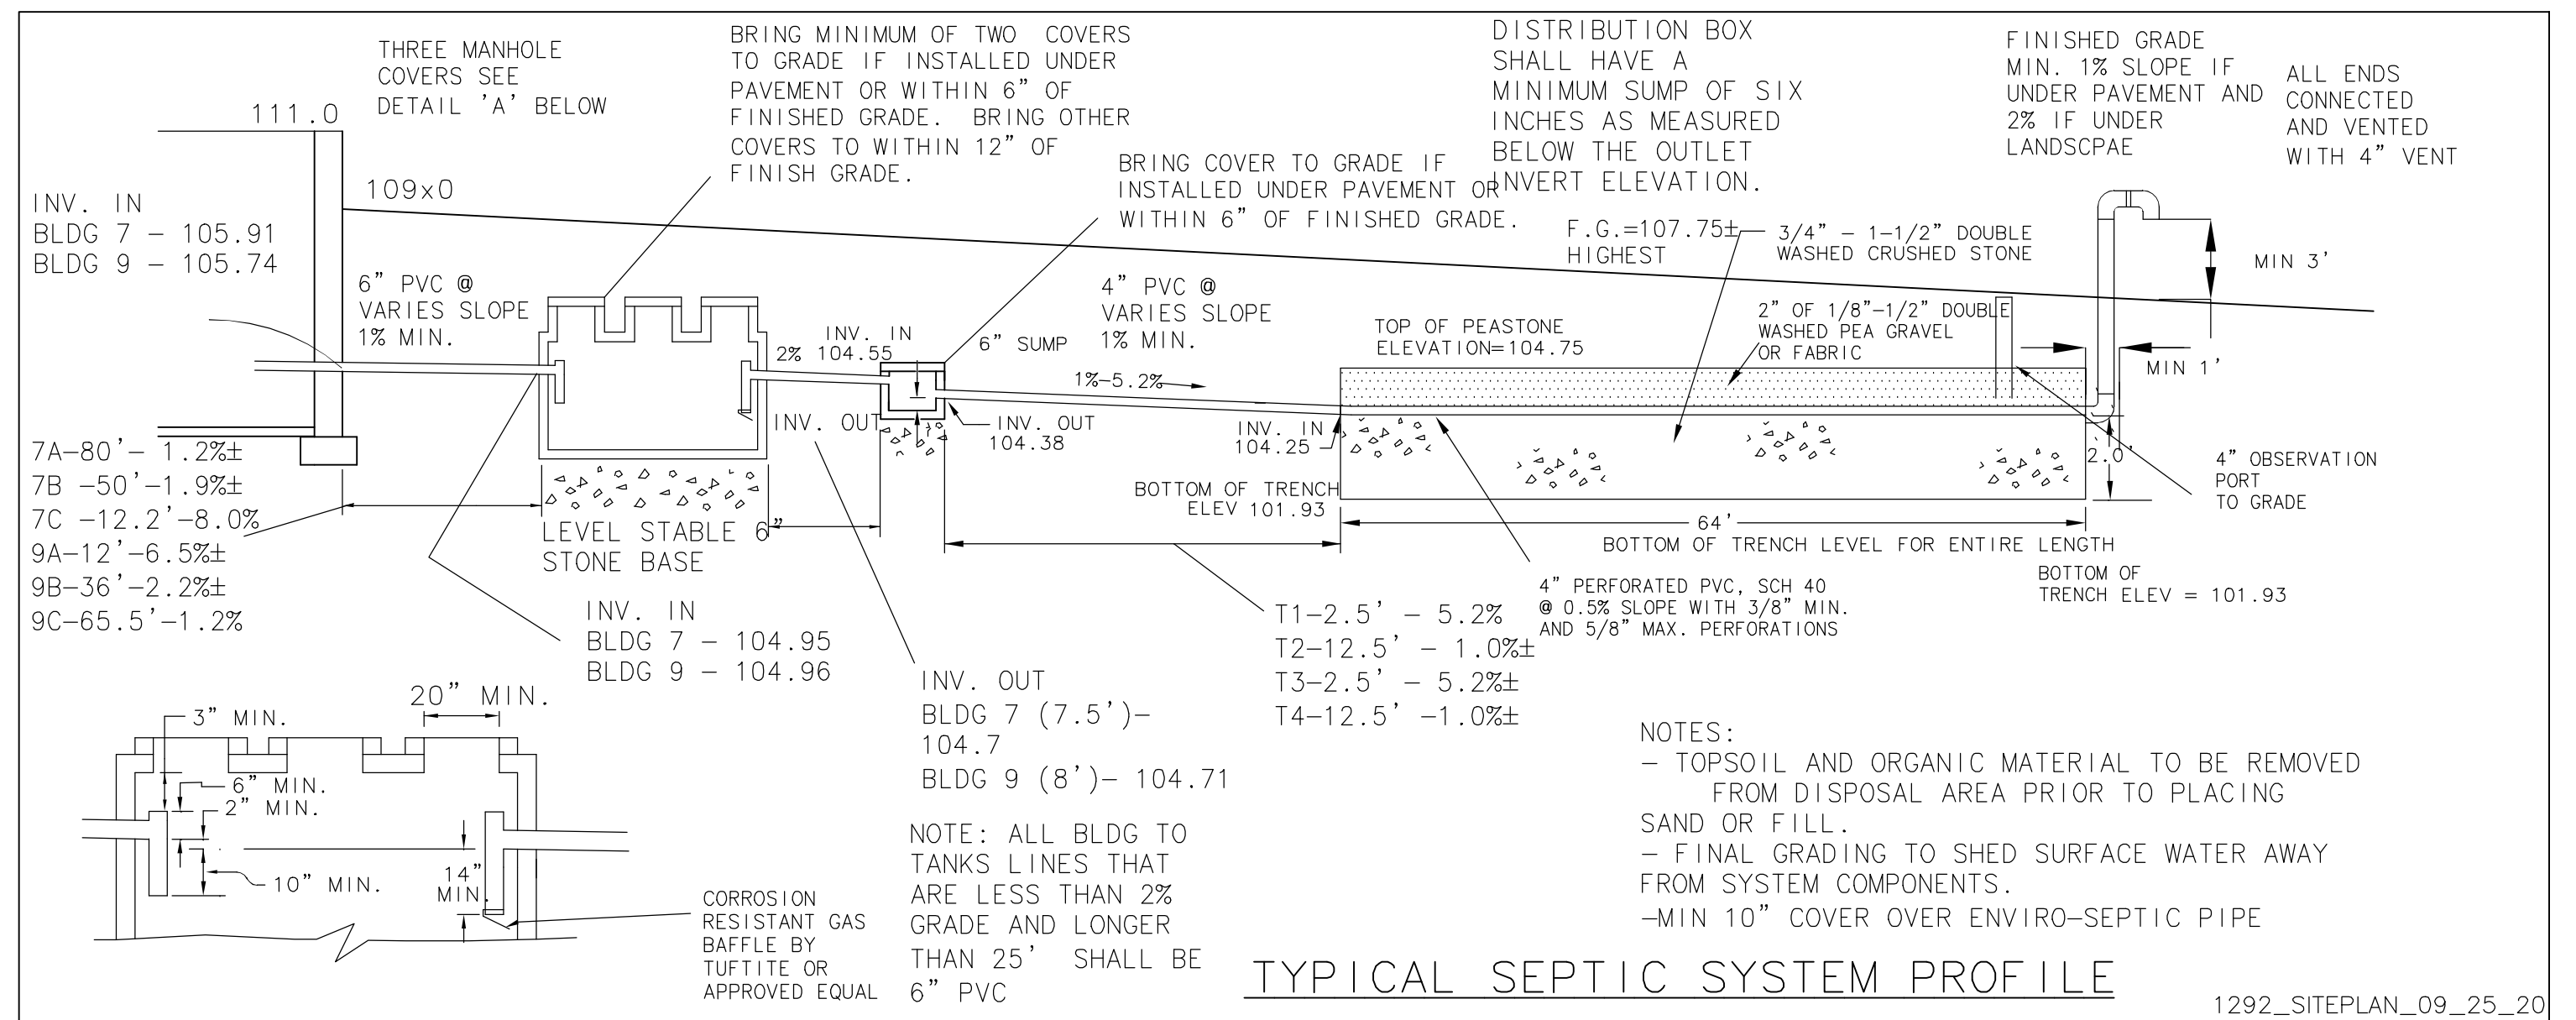 THREE MANHOLE
COVERS SEE
DETAIL 'A' BELOW
BRING MINIMUM OF TWO COVERS
TO GRADE IF INSTALLED UNDER
PAVEMENT OR WITHIN 6" OF
FINISHED GRADE. BRING OTHER
COVERS TO WITHIN 12" OF
FINISH GRADE.
DISTRIBUTION BOX
SHALL HAVE A
MINIMUM SUMP OF SIX
INCHES AS MEASURED
BELOW THE OUTLET
INVERT ELEVATION.
FINISHED GRADE
MIN. 1% SLOPE IF
UNDER PAVEMENT AND
2% IF UNDER
LANDSCPAE
ALL ENDS
CONNECTED
AND VENTED
WITH 4" VENT
111.0
109x0
BRING COVER TO GRADE IF
INSTALLED UNDER PAVEMENT OR
WITHIN 6" OF FINISHED GRADE.
INV. IN
BLDG 7 - 105.91
BLDG 9 - 105.74
F.G.=107.75±
HIGHEST
3/4" - 1-1/2" DOUBLE
WASHED CRUSHED STONE
MIN 3'
6" PVC @
VARIES SLOPE
1% MIN.
4" PVC @
VARIES SLOPE
1% MIN.
2" OF 1/8"-1/2" DOUBLE
WASHED PEA GRAVEL
OR FABRIC
TOP OF PEASTONE
ELEVATION=104.75
INV. IN
104.55
2%
6" SUMP
1%-5.2%
MIN 1'
INV. OUT
INV. OUT
104.38
INV. IN
104.25
2.0'
4" OBSERVATION
PORT
TO GRADE
7A-80'- 1.2%±
7B -50'-1.9%±
7C -12.2'-8.0%
9A-12'-6.5%±
9B-36'-2.2%±
9C-65.5'-1.2%
BOTTOM OF TRENCH
ELEV 101.93
LEVEL STABLE 6"
STONE BASE
64'
BOTTOM OF TRENCH LEVEL FOR ENTIRE LENGTH
BOTTOM OF
TRENCH ELEV = 101.93
4" PERFORATED PVC, SCH 40
@ 0.5% SLOPE WITH 3/8" MIN.
AND 5/8" MAX. PERFORATIONS
INV. IN
BLDG 7 - 104.95
BLDG 9 - 104.96
T1-2.5' - 5.2%
T2-12.5' - 1.0%±
T3-2.5' - 5.2%±
T4-12.5' -1.0%±
INV. OUT
BLDG 7 (7.5')-
104.7
BLDG 9 (8')- 104.71
20" MIN.
3" MIN.
6" MIN.
2" MIN.
10" MIN.
14"
MIN.
CORROSION
RESISTANT GAS
BAFFLE BY
TUFTITE OR
APPROVED EQUAL
NOTE: ALL BLDG TO
TANKS LINES THAT
ARE LESS THAN 2%
GRADE AND LONGER
THAN 25' SHALL BE
6" PVC
NOTES:
- TOPSOIL AND ORGANIC MATERIAL TO BE REMOVED
FROM DISPOSAL AREA PRIOR TO PLACING
SAND OR FILL.
- FINAL GRADING TO SHED SURFACE WATER AWAY
FROM SYSTEM COMPONENTS.
-MIN 10" COVER OVER ENVIRO-SEPTIC PIPE
TYPICAL SEPTIC SYSTEM PROFILE
1292_SITEPLAN_09_25_20